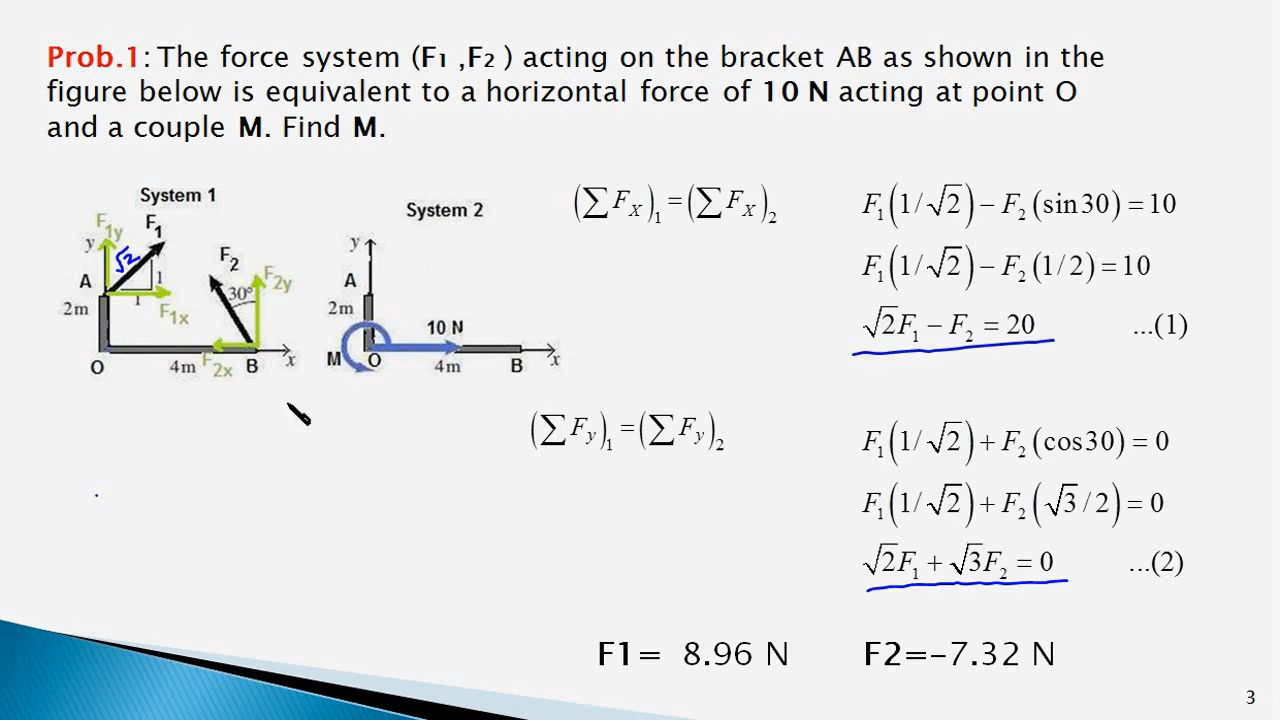 Prob.1: The force system (F₁ ,F₂ ) acting on the bracket AB as shown in the
figure below is equivalent to a horizontal force of 10 N acting at point O
and a couple M. Find M.
System 1
F₁y
F₁
y
√2
A
1
1
F₁x
2m
F₂
30°
F₂y
O
4m
F₂x
B
x
System 2
y
A
2m
10 N
M
O
4m
B
x
(∑Fₓ)₁ = (∑Fₓ)₂
F₁(1/√2) − F₂(sin30) = 10
F₁(1/√2) − F₂(1/2) = 10
√2F₁ − F₂ = 20 ...(1)
(∑Fy)₁ = (∑Fy)₂
F₁(1/√2) + F₂(cos30) = 0
F₁(1/√2) + F₂(√3/2) = 0
√2F₁ + √3F₂ = 0 ...(2)
F1= 8.96 N F2=-7.32 N
3